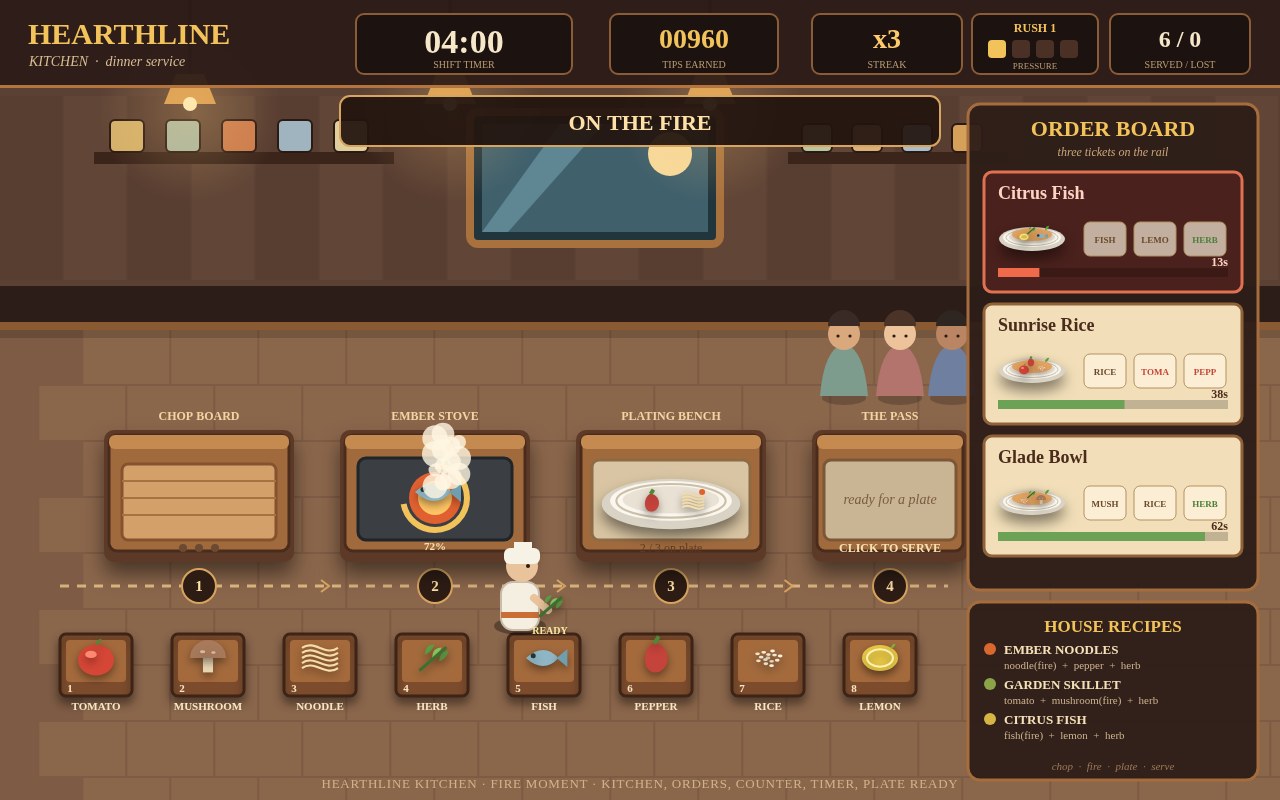 HEARTHLINE
KITCHEN · dinner service
04:00
SHIFT TIMER
00960
TIPS EARNED
x3
STREAK
RUSH 1
PRESSURE
6 / 0
SERVED / LOST
ON THE FIRE
ORDER BOARD
three tickets on the rail
Citrus Fish
FISH LEMO HERB
13s
Sunrise Rice
RICE TOMA PEPP
38s
Glade Bowl
MUSH RICE HERB
62s
CHOP BOARD
EMBER STOVE
PLATING BENCH
THE PASS
72%
2 / 3 on plate
ready for a plate
CLICK TO SERVE
1 2 3 4
READY
1 2 3 4 5 6 7 8
TOMATO MUSHROOM NOODLE HERB FISH PEPPER RICE LEMON
HOUSE RECIPES
EMBER NOODLES
noodle(fire) + pepper + herb
GARDEN SKILLET
tomato + mushroom(fire) + herb
CITRUS FISH
fish(fire) + lemon + herb
chop · fire · plate · serve
HEARTHLINE KITCHEN · FIRE MOMENT · KITCHEN, ORDERS, COUNTER, TIMER, PLATE READY